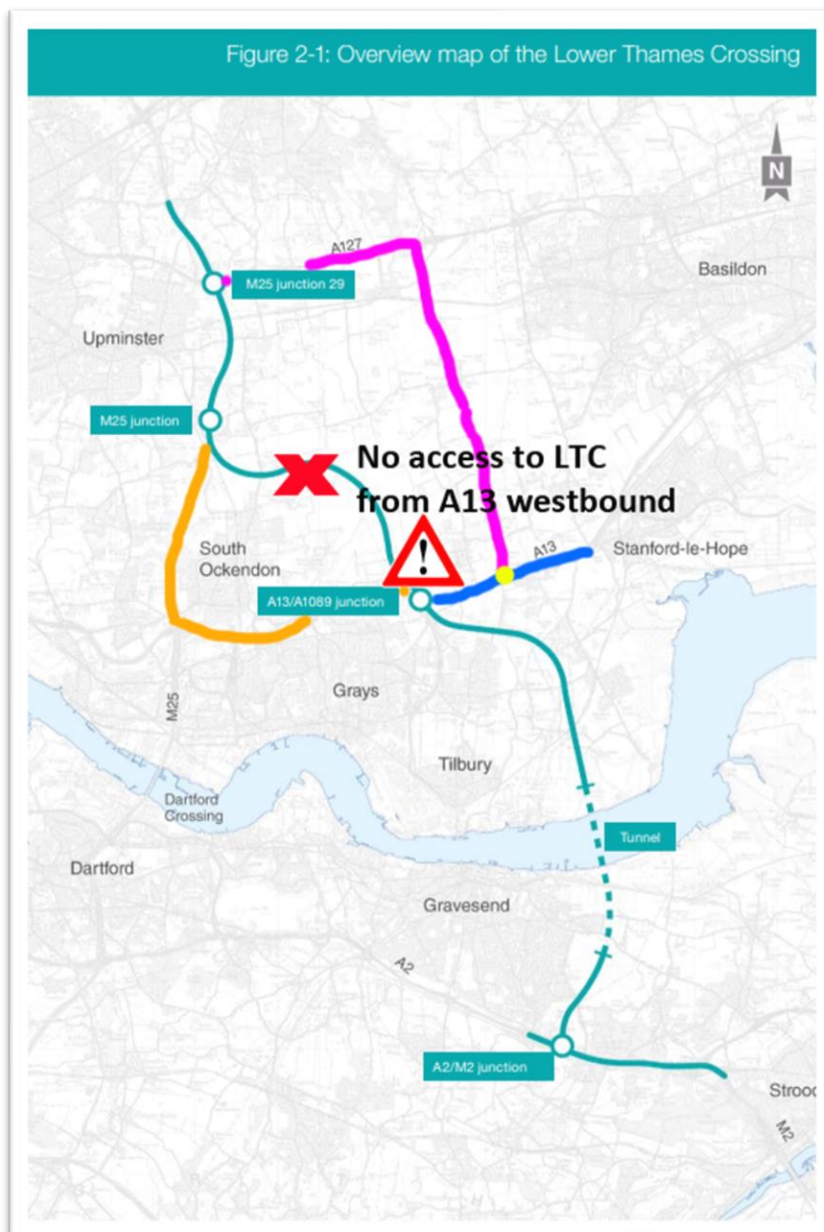 Figure 2-1: Overview map of the Lower Thames Crossing
N
A127
Basildon
M25 junction 29
Upminster
M25 junction
No access to LTC
from A13 westbound
South
Ockendon
!
A13
Stanford-le-Hope
A13/A1089 junction
Grays
M25
Tilbury
Dartford
Crossing
Tunnel
Dartford
Gravesend
A2
A2/M2 junction
Strood
M2